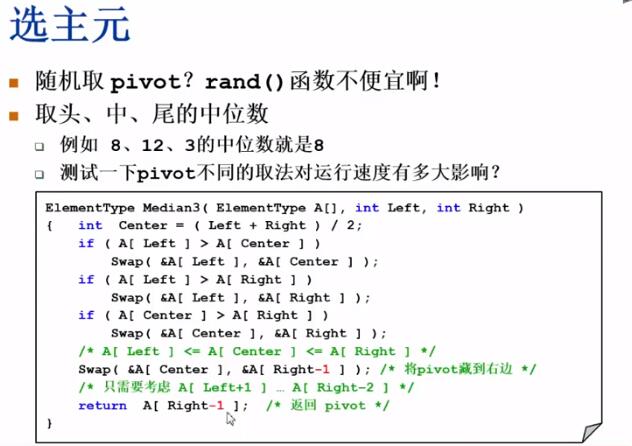 选主元
随机取 pivot？rand()函数不便宜啊！
取头、中、尾的中位数
例如 8、12、3的中位数就是8
测试一下pivot不同的取法对运行速度有多大影响？
ElementType Median3( ElementType A[], int Left, int Right )
{ int Center = ( Left + Right ) / 2;
if ( A[ Left ] > A[ Center ] )
Swap( &A[ Left ], &A[ Center ] );
if ( A[ Left ] > A[ Right ] )
Swap( &A[ Left ], &A[ Right ] );
if ( A[ Center ] > A[ Right ] )
Swap( &A[ Center ], &A[ Right ] );
/* A[ Left ] <= A[ Center ] <= A[ Right ] */
Swap( &A[ Center ], &A[ Right-1 ] ); /* 将pivot藏到右边 */
/* 只需要考虑 A[ Left+1 ] … A[ Right-2 ] */
return A[ Right-1 ]; /* 返回 pivot */
}